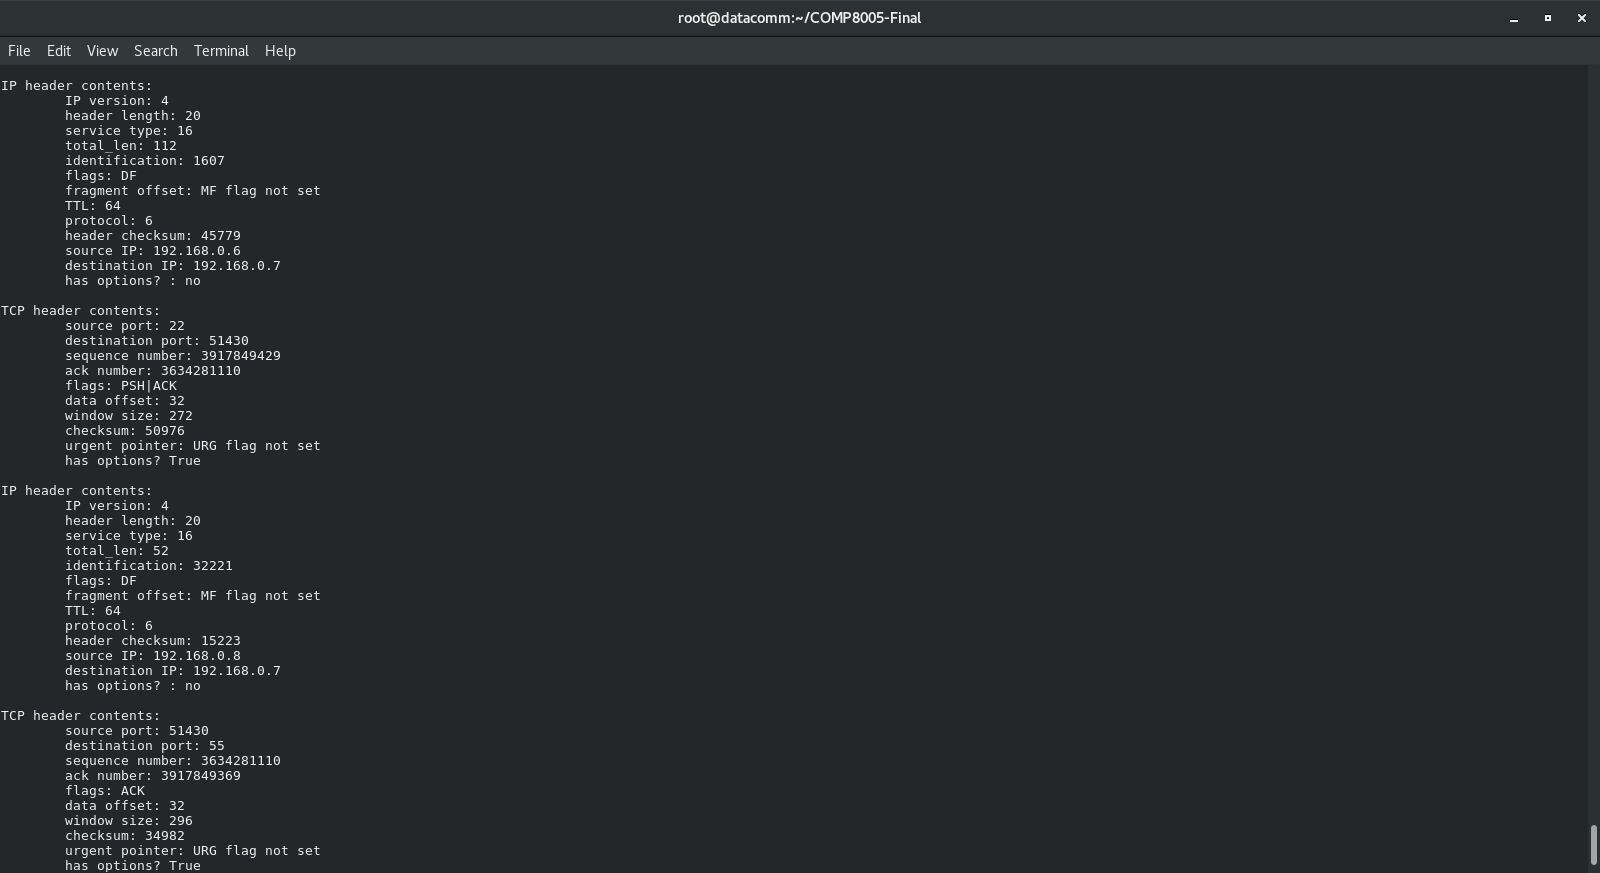 root@datacomm:~/COMP8005-Final
File Edit View Search Terminal Help
IP header contents:
IP version: 4
header length: 20
service type: 16
total_len: 112
identification: 1607
flags: DF
fragment offset: MF flag not set
TTL: 64
protocol: 6
header checksum: 45779
source IP: 192.168.0.6
destination IP: 192.168.0.7
has options? : no
TCP header contents:
source port: 22
destination port: 51430
sequence number: 3917849429
ack number: 3634281110
flags: PSH|ACK
data offset: 32
window size: 272
checksum: 50976
urgent pointer: URG flag not set
has options? True
IP header contents:
IP version: 4
header length: 20
service type: 16
total_len: 52
identification: 32221
flags: DF
fragment offset: MF flag not set
TTL: 64
protocol: 6
header checksum: 15223
source IP: 192.168.0.8
destination IP: 192.168.0.7
has options? : no
TCP header contents:
source port: 51430
destination port: 55
sequence number: 3634281110
ack number: 3917849369
flags: ACK
data offset: 32
window size: 296
checksum: 34982
urgent pointer: URG flag not set
has options? True